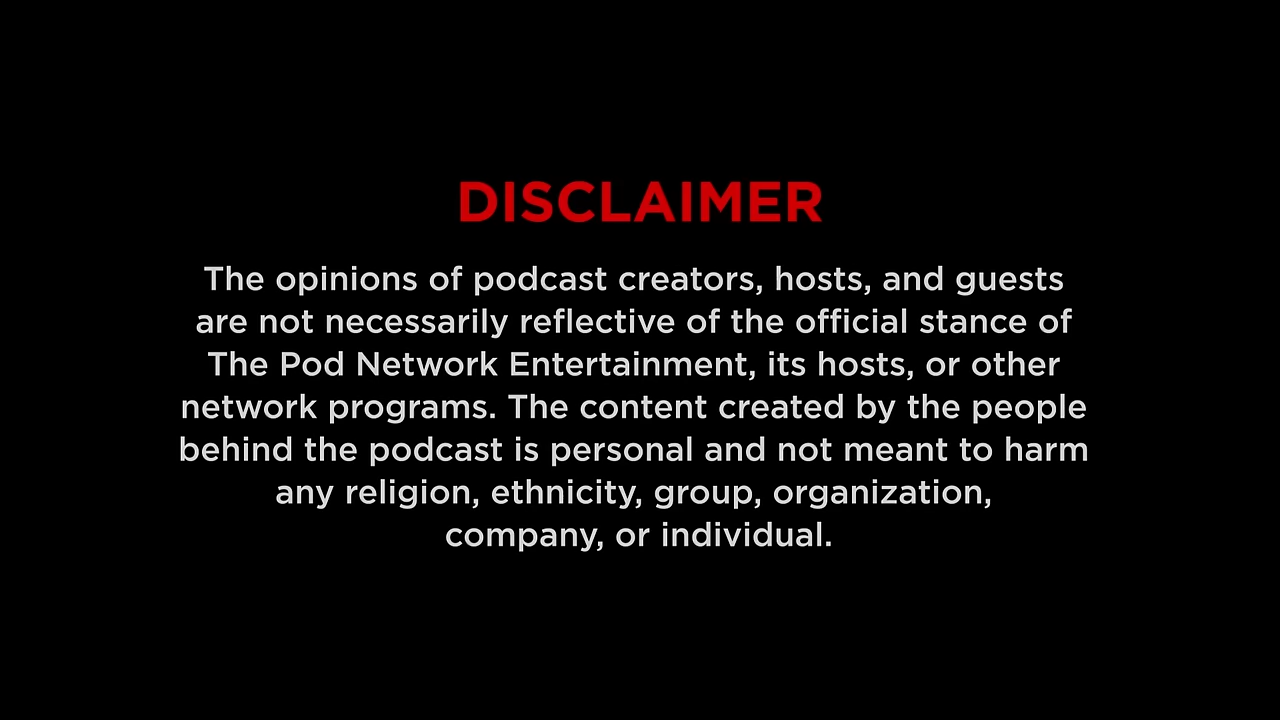 DISCLAIMER
The opinions of podcast creators, hosts, and guests
are not necessarily reflective of the official stance of
The Pod Network Entertainment, its hosts, or other
network programs. The content created by the people
behind the podcast is personal and not meant to harm
any religion, ethnicity, group, organization,
company, or individual.